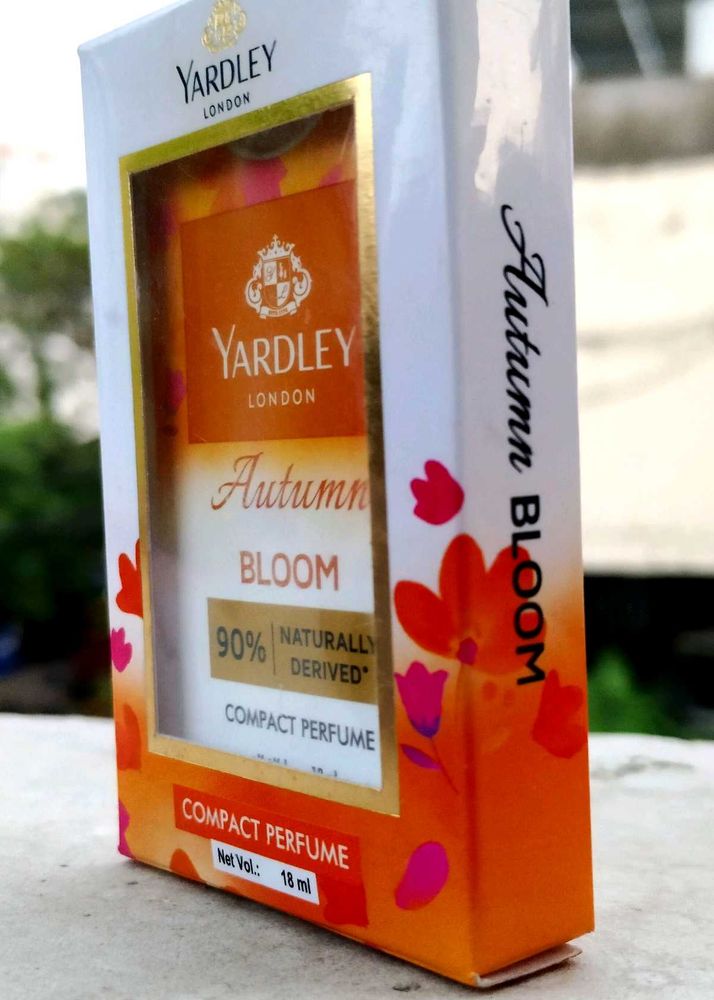 YARDLEY
LONDON
YARDLEY
LONDON
Autumn
BLOOM
90% NATURALLY
DERIVED*
COMPACT PERFUME
COMPACT PERFUME
Net Vol.: 18 ml
Autumn BLOOM